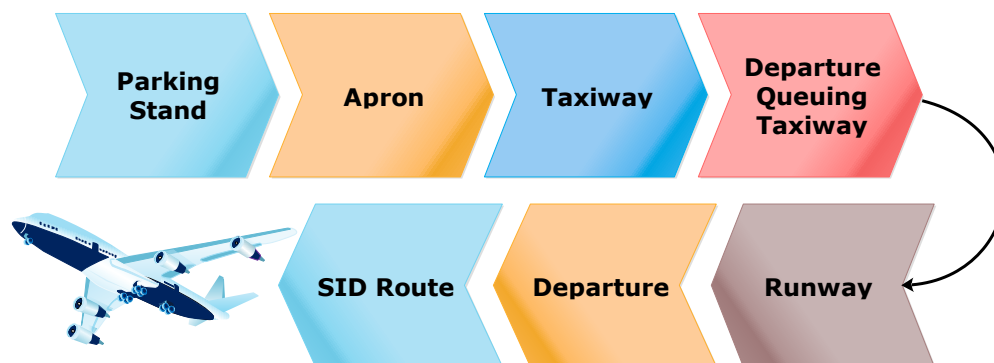 Parking
Stand
Apron
Taxiway
Departure
Queuing
Taxiway
Runway
Departure
SID Route